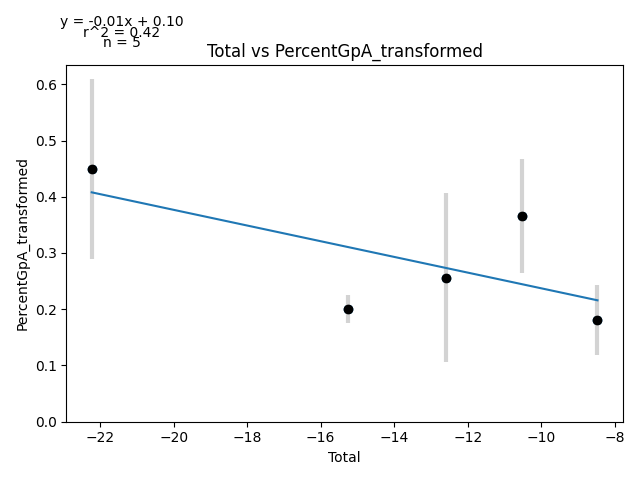 y = -0.01x + 0.10
r^2 = 0.42
n = 5
Total vs PercentGpA_transformed
PercentGpA_transformed
0.6
0.5
0.4
0.3
0.2
0.1
0.0
−22 −20 −18 −16 −14 −12 −10 −8
Total